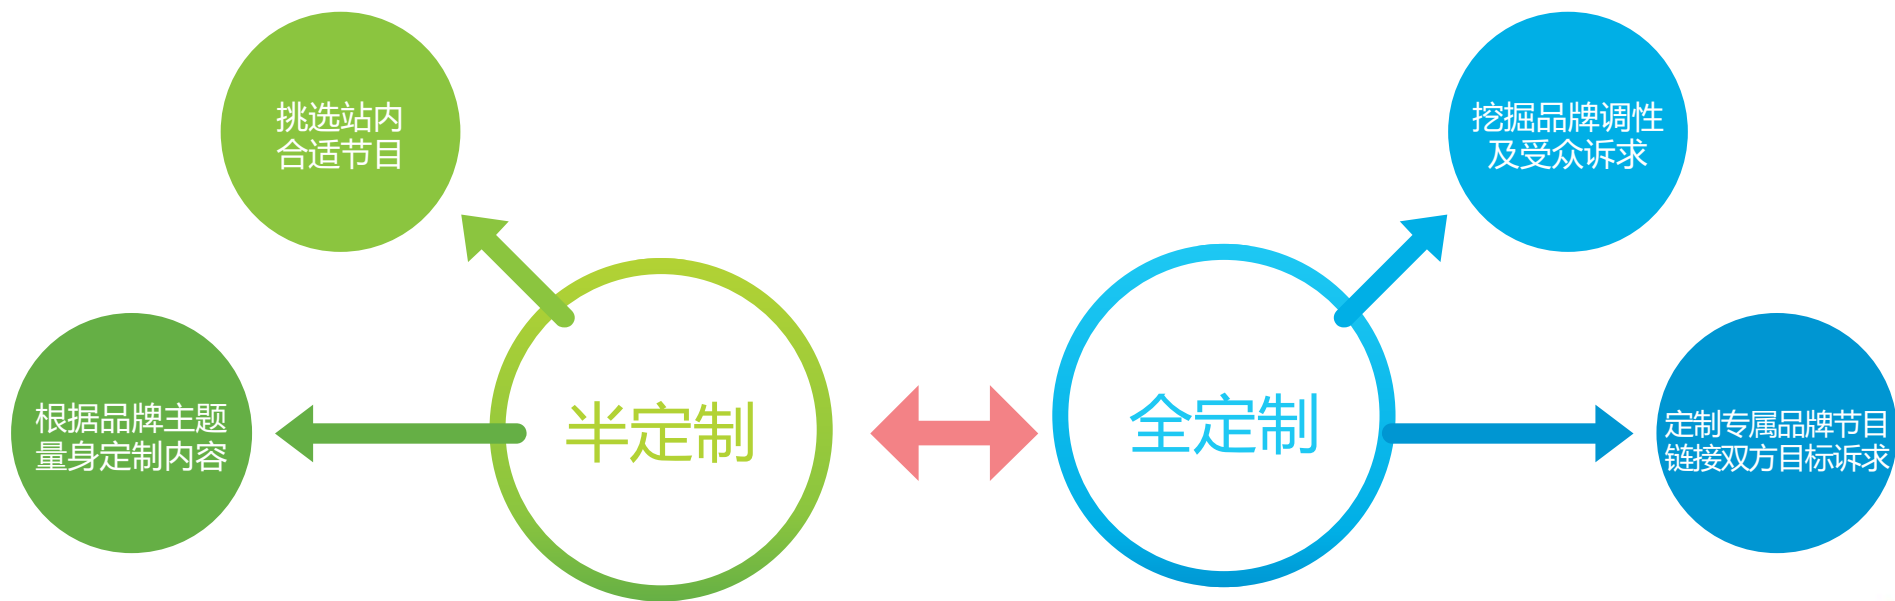 挑选站内
合适节目
根据品牌主题
量身定制内容
半定制
全定制
挖掘品牌调性
及受众诉求
定制专属品牌节目
链接双方目标诉求